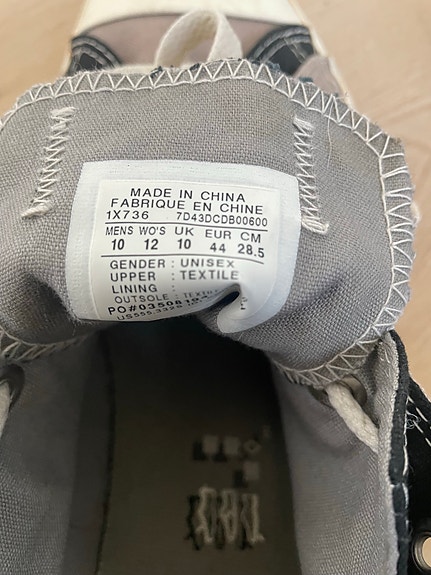 MADE IN CHINA
FABRIQUE EN CHINE
1X736 7D43DCDB00600
MENS WO'S UK EUR CM
10 12 10 44 28.5
GENDER : UNISEX
UPPER : TEXTILE
LINING :
OUTSOLE : TEXTILE